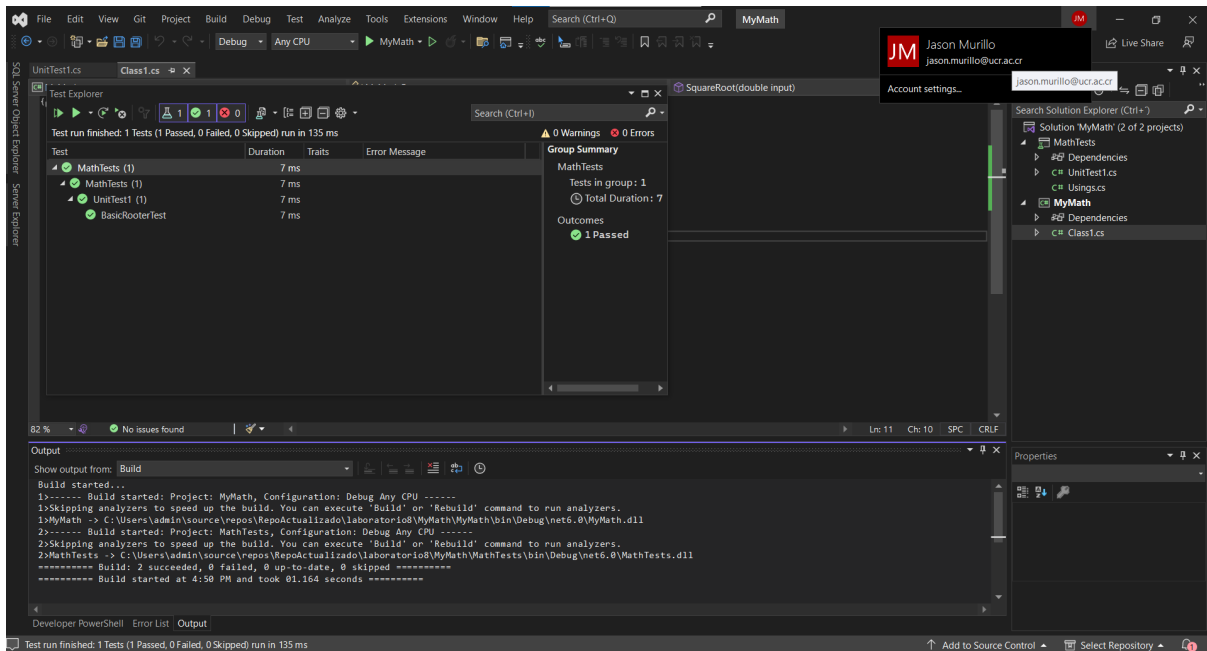 File Edit View Git Project Build Debug Test Analyze Tools Extensions Window Help Search (Ctrl+Q) MyMath JM
Debug Any CPU MyMath Live Share
JM Jason Murillo
jason.murillo@ucr.ac.cr
Account settings...
jason.murillo@ucr.ac.cr
SQL Server Object Explorer
Server Explorer
UnitTest1.cs Class1.cs
SquareRoot(double input)
Test Explorer
1 1 0 Search (Ctrl+I)
Test run finished: 1 Tests (1 Passed, 0 Failed, 0 Skipped) run in 135 ms 0 Warnings 0 Errors
Test Duration Traits Error Message
MathTests (1) 7 ms
MathTests (1) 7 ms
UnitTest1 (1) 7 ms
BasicRooterTest 7 ms
Group Summary
MathTests
Tests in group: 1
Total Duration: 7
Outcomes
1 Passed
Search Solution Explorer (Ctrl+´)
Solution 'MyMath' (2 of 2 projects)
MathTests
Dependencies
C# UnitTest1.cs
C# Usings.cs
C# MyMath
Dependencies
C# Class1.cs
82 % No issues found Ln: 11 Ch: 10 SPC CRLF
Output
Show output from: Build
Build started...
1>------ Build started: Project: MyMath, Configuration: Debug Any CPU ------
1>Skipping analyzers to speed up the build. You can execute 'Build' or 'Rebuild' command to run analyzers.
1>MyMath -> C:\Users\admin\source\repos\RepoActualizado\laboratorio8\MyMath\MyMath\bin\Debug\net6.0\MyMath.dll
2>------ Build started: Project: MathTests, Configuration: Debug Any CPU ------
2>Skipping analyzers to speed up the build. You can execute 'Build' or 'Rebuild' command to run analyzers.
2>MathTests -> C:\Users\admin\source\repos\RepoActualizado\laboratorio8\MyMath\MathTests\bin\Debug\net6.0\MathTests.dll
========== Build: 2 succeeded, 0 failed, 0 up-to-date, 0 skipped ==========
========== Build started at 4:50 PM and took 01.164 seconds ==========
Properties
Developer PowerShell Error List Output
Test run finished: 1 Tests (1 Passed, 0 Failed, 0 Skipped) run in 135 ms Add to Source Control Select Repository 1